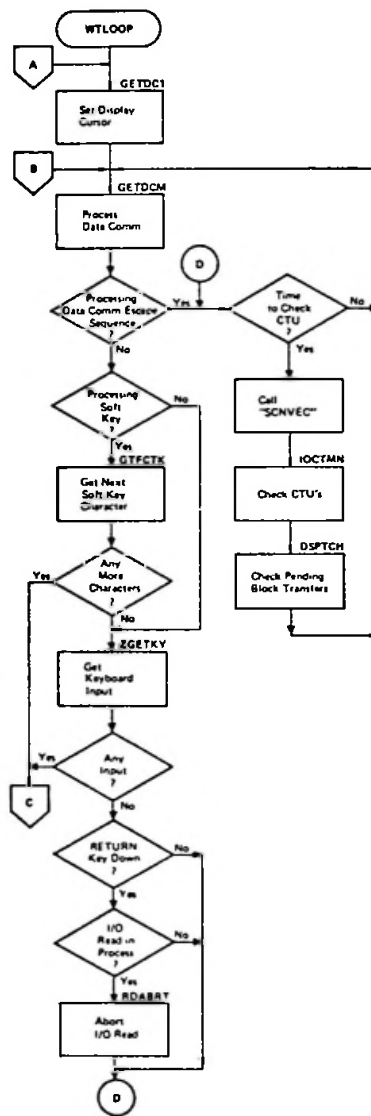 WTLOOP
A
GETDC1
Set Display
Cursor
B
GETDCM
Process
Data Comm
D
Processing
Data Comm Escape
Sequence
?
Yes
No
Time
to Check
CTU
?
No
Yes
Processing
Soft
Key
?
No
Yes
Call
"SCNVEC"
GTFCTK
Get Next
Soft Key
Character
IOCTMN
Check CTU's
Any
More
Characters
?
Yes
No
DSPTCH
Check Pending
Block Transfers
ZGETKY
Get
Keyboard
Input
Any
Input
?
Yes
No
C
RETURN
Key Down
?
No
Yes
I/O
Read in
Process
?
No
Yes
RDABRT
Abort
I/O Read
D